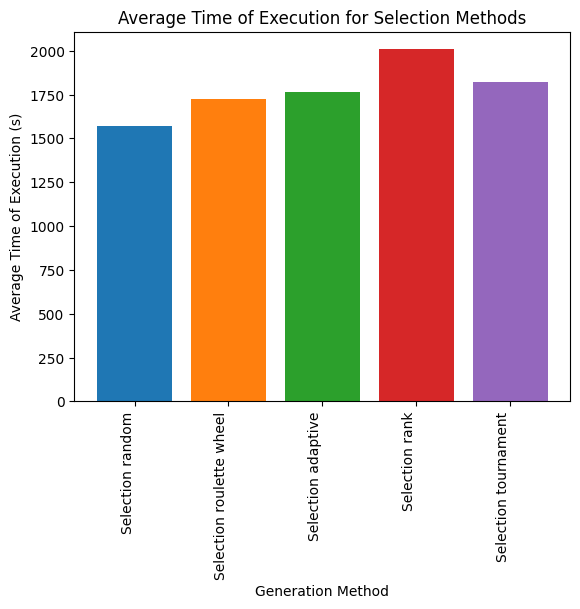 Average Time of Execution for Selection Methods
Average Time of Execution (s)
2000
1750
1500
1250
1000
750
500
250
0
Selection random
Selection roulette wheel
Selection adaptive
Selection rank
Selection tournament
Generation Method